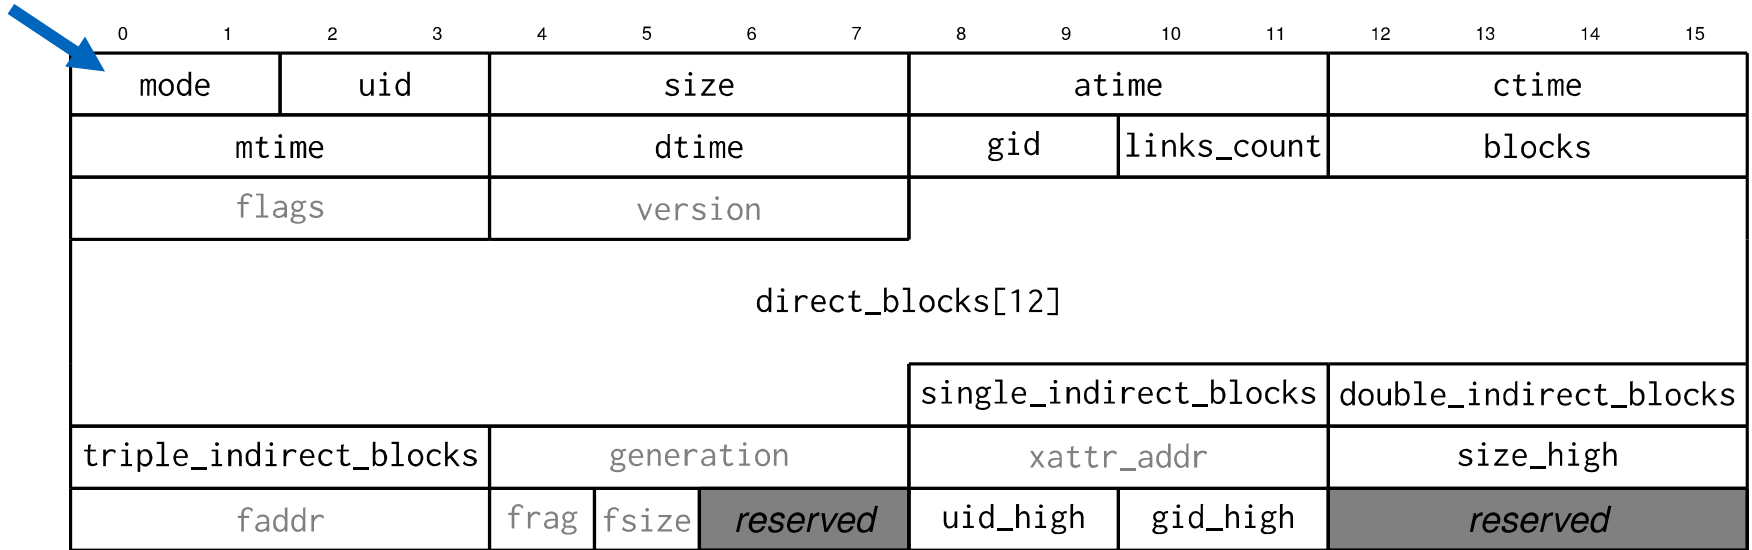 0 1 2 3 4 5 6 7 8 9 10 11 12 13 14 15
mode uid size atime ctime
mtime dtime gid links_count blocks
flags version
direct_blocks[12]
single_indirect_blocks double_indirect_blocks
triple_indirect_blocks generation xattr_addr size_high
faddr frag fsize reserved uid_high gid_high reserved